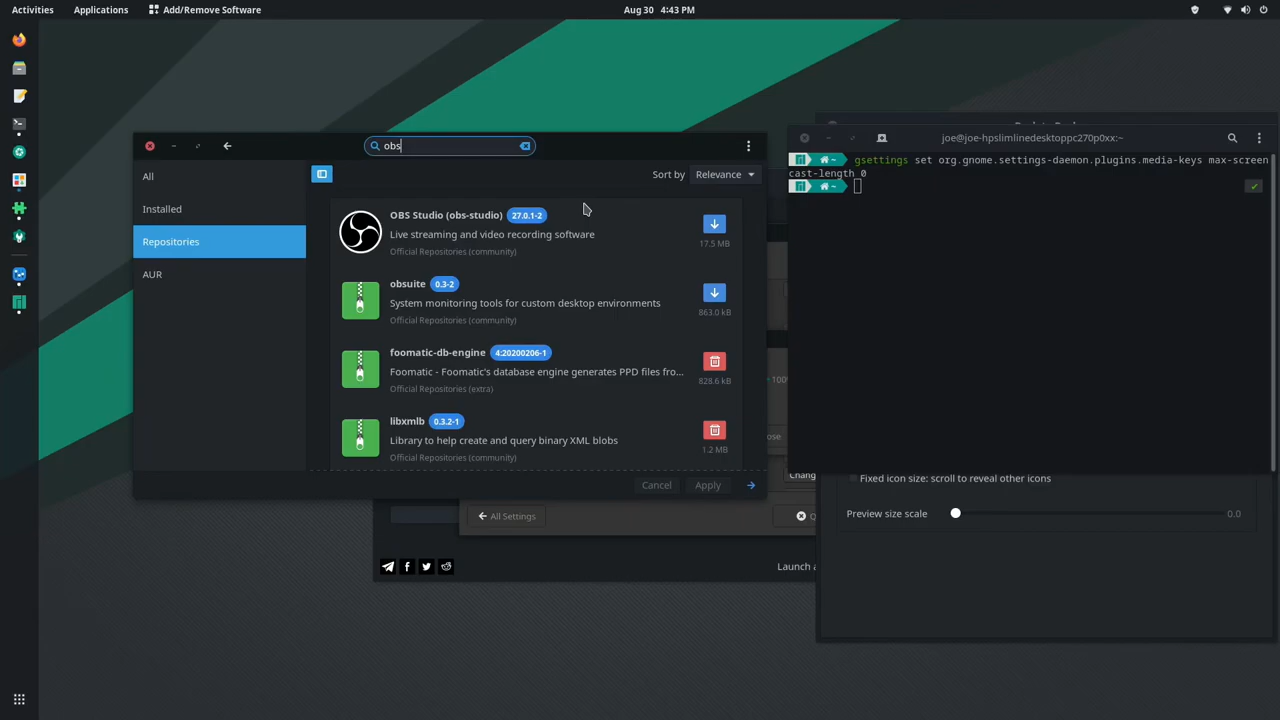 Activities
Applications
Add/Remove Software
Aug 30 4:43 PM
obs
All
Installed
Repositories
AUR
Sort by
Relevance
OBS Studio (obs-studio) 27.0.1-2
Live streaming and video recording software
Official Repositories (community)
17.5 MB
obsuite 0.3-2
System monitoring tools for custom desktop environments
Official Repositories (community)
863.0 kB
foomatic-db-engine 4:20200206-1
Foomatic - Foomatic's database engine generates PPD files fro...
Official Repositories (extra)
828.6 kB
libxmlb 0.3.2-1
Library to help create and query binary XML blobs
Official Repositories (community)
1.2 MB
Cancel
Apply
joe@joe-hpslimlinedesktoppc270p0xx:~
~ gsettings set org.gnome.settings-daemon.plugins.media-keys max-screen
cast-length 0
~
100%
ose
Chang
All Settings
Q
Launch a
Fixed icon size: scroll to reveal other icons
Preview size scale
0.0